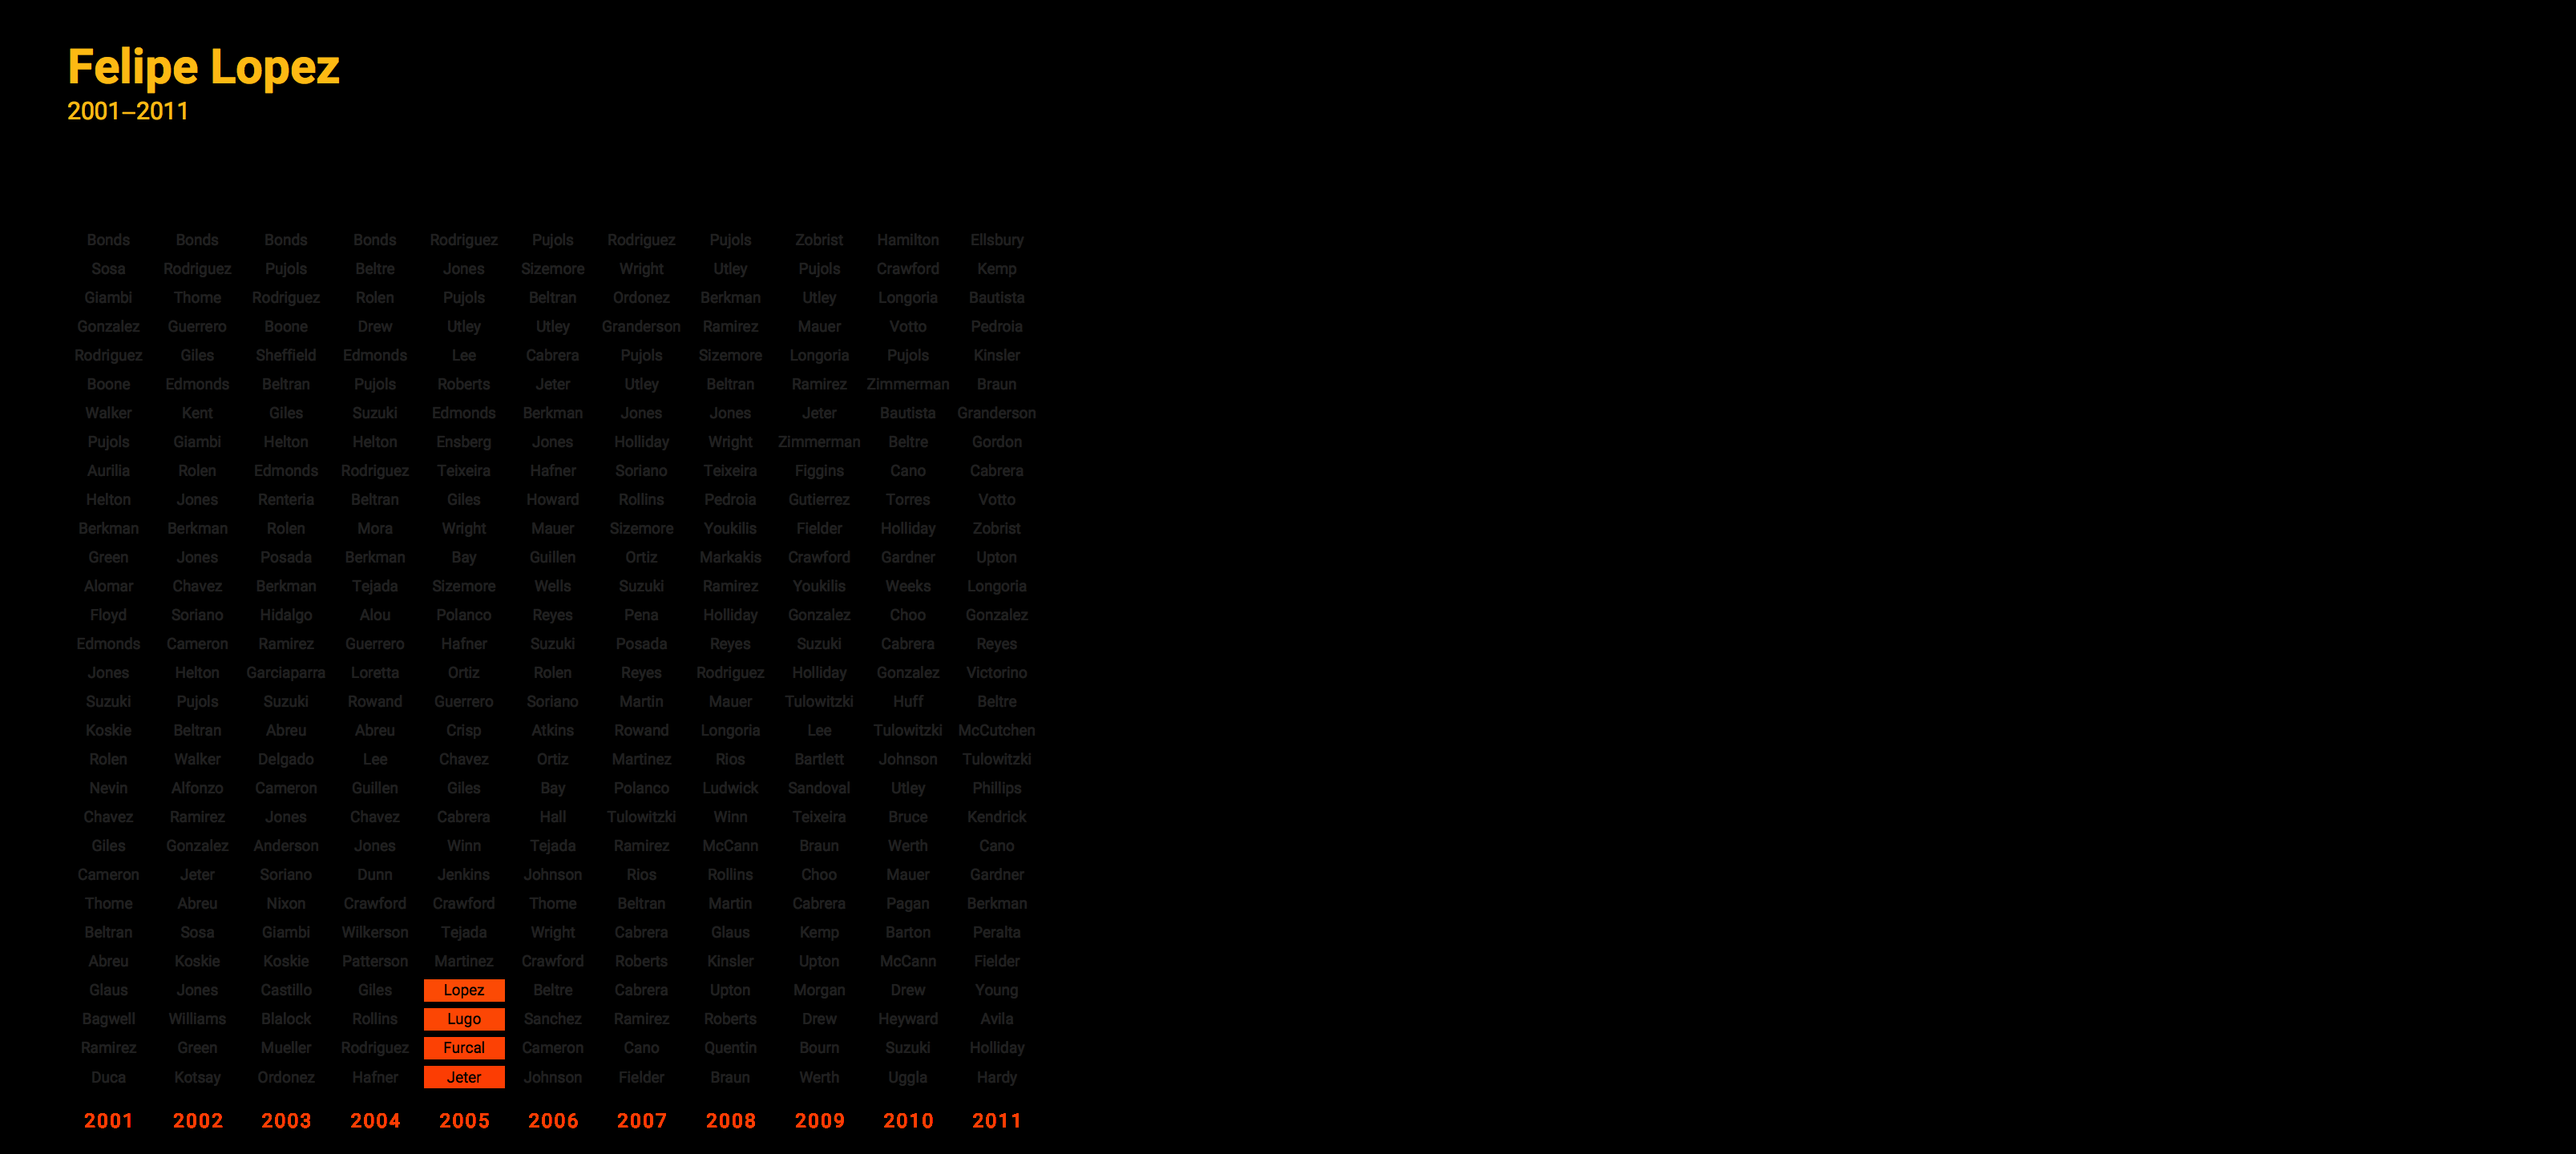 Felipe Lopez
2001–2011
Bonds Bonds Bonds Bonds Rodriguez Pujols Rodriguez Pujols Zobrist Hamilton Ellsbury
Sosa Rodriguez Pujols Beltre Jones Sizemore Wright Utley Pujols Crawford Kemp
Giambi Thome Rodriguez Rolen Pujols Beltran Ordonez Berkman Utley Longoria Bautista
Gonzalez Guerrero Boone Drew Utley Utley Granderson Ramirez Mauer Votto Pedroia
Rodriguez Giles Sheffield Edmonds Lee Cabrera Pujols Sizemore Longoria Pujols Kinsler
Boone Edmonds Beltran Pujols Roberts Jeter Utley Beltran Ramirez Zimmerman Braun
Walker Kent Giles Suzuki Edmonds Berkman Jones Jones Jeter Bautista Granderson
Pujols Giambi Helton Helton Ensberg Jones Holliday Wright Zimmerman Beltre Gordon
Aurilia Rolen Edmonds Rodriguez Teixeira Hafner Soriano Teixeira Figgins Cano Cabrera
Helton Jones Renteria Beltran Giles Howard Rollins Pedroia Gutierrez Torres Votto
Berkman Berkman Rolen Mora Wright Mauer Sizemore Youkilis Fielder Holliday Zobrist
Green Jones Posada Berkman Bay Guillen Ortiz Markakis Crawford Gardner Upton
Alomar Chavez Berkman Tejada Sizemore Wells Suzuki Ramirez Youkilis Weeks Longoria
Floyd Soriano Hidalgo Alou Polanco Reyes Pena Holliday Gonzalez Choo Gonzalez
Edmonds Cameron Ramirez Guerrero Hafner Suzuki Posada Reyes Suzuki Cabrera Reyes
Jones Helton Garciaparra Loretta Ortiz Rolen Reyes Rodriguez Holliday Gonzalez Victorino
Suzuki Pujols Suzuki Rowand Guerrero Soriano Martin Mauer Tulowitzki Huff Beltre
Koskie Beltran Abreu Abreu Crisp Atkins Rowand Longoria Lee Tulowitzki McCutchen
Rolen Walker Delgado Lee Chavez Ortiz Martinez Rios Bartlett Johnson Tulowitzki
Nevin Alfonzo Cameron Guillen Giles Bay Polanco Ludwick Sandoval Utley Phillips
Chavez Ramirez Jones Chavez Cabrera Hall Tulowitzki Winn Teixeira Bruce Kendrick
Giles Gonzalez Anderson Jones Winn Tejada Ramirez McCann Braun Werth Cano
Cameron Jeter Soriano Dunn Jenkins Johnson Rios Rollins Choo Mauer Gardner
Thome Abreu Nixon Crawford Crawford Thome Beltran Martin Cabrera Pagan Berkman
Beltran Sosa Giambi Wilkerson Tejada Wright Cabrera Glaus Kemp Barton Peralta
Abreu Koskie Koskie Patterson Martinez Crawford Roberts Kinsler Upton McCann Fielder
Glaus Jones Castillo Giles Lopez Beltre Cabrera Upton Morgan Drew Young
Bagwell Williams Blalock Rollins Lugo Sanchez Ramirez Roberts Drew Heyward Avila
Ramirez Green Mueller Rodriguez Furcal Cameron Cano Quentin Bourn Suzuki Holliday
Duca Kotsay Ordonez Hafner Jeter Johnson Fielder Braun Werth Uggla Hardy
2001 2002 2003 2004 2005 2006 2007 2008 2009 2010 2011